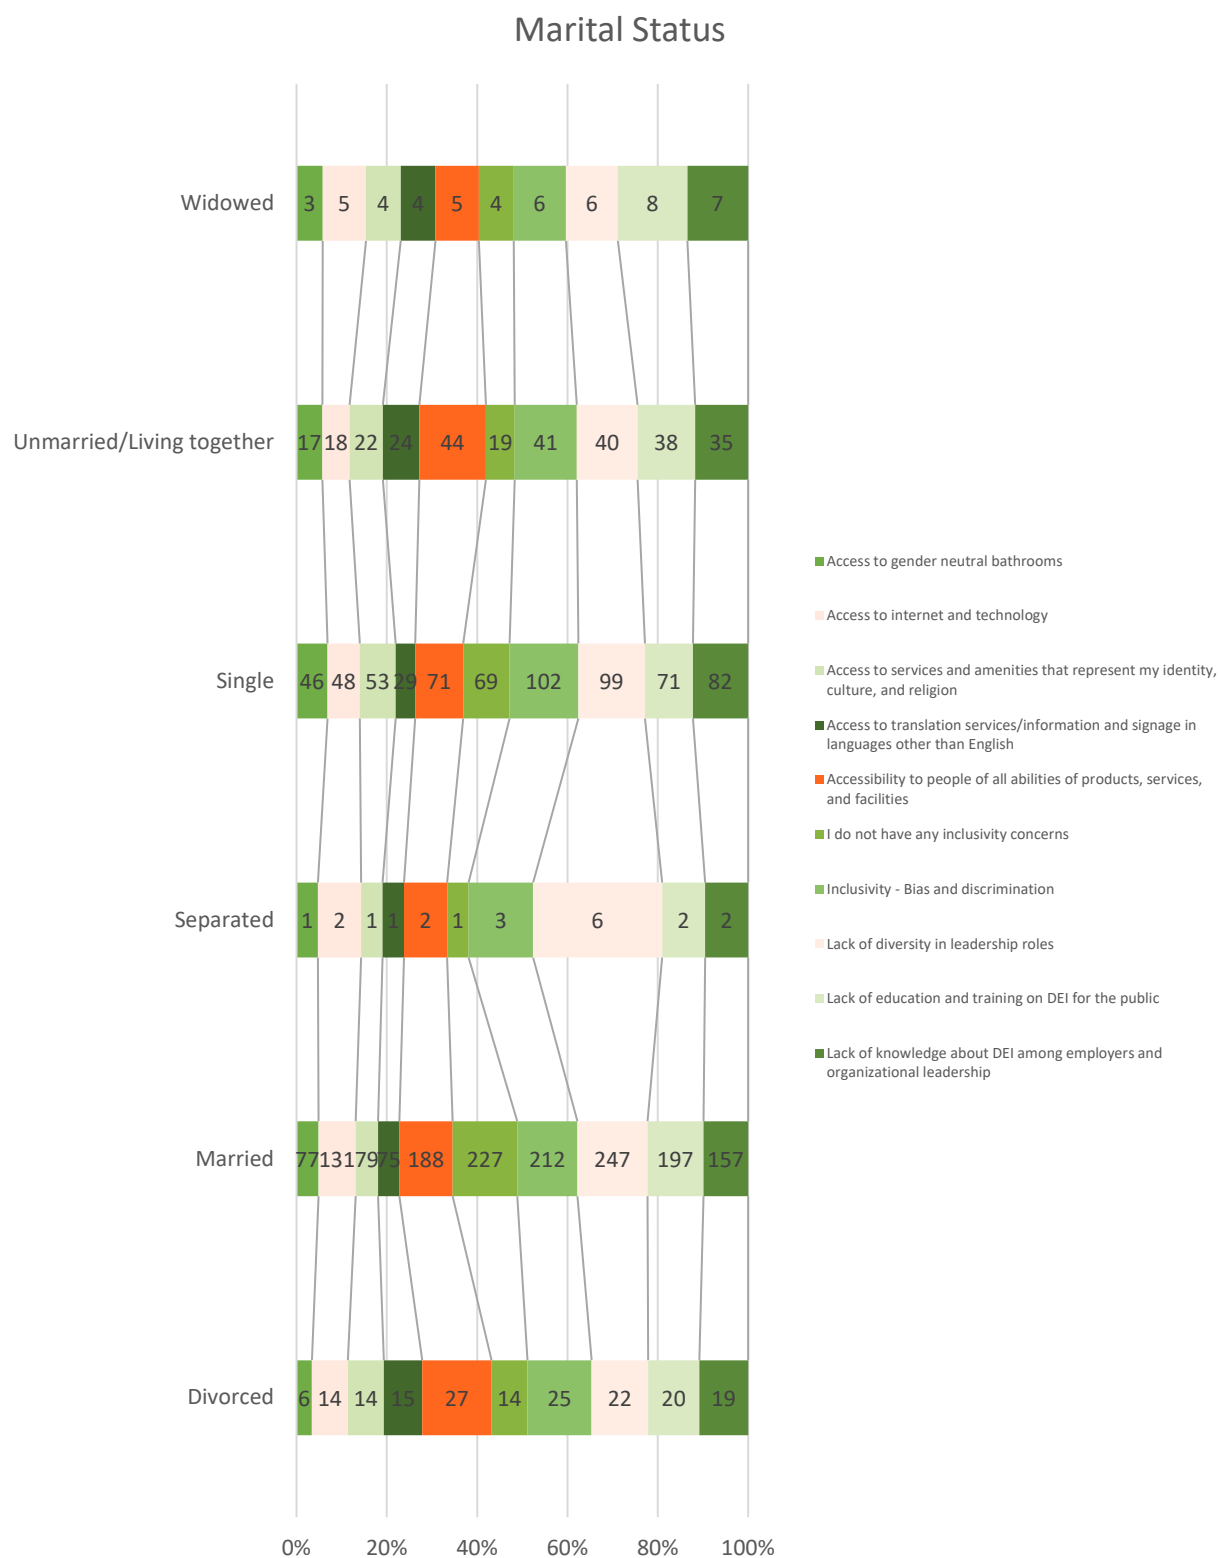 Marital Status
Widowed
3 5 4 4 5 4 6 6 8 7
Unmarried/Living together
17 18 22 24 44 19 41 40 38 35
Single
46 48 53 29 71 69 102 99 71 82
Separated
1 2 1 1 2 1 3 6 2 2
Married
77 131 79 75 188 227 212 247 197 157
Divorced
6 14 14 15 27 14 25 22 20 19
0% 20% 40% 60% 80% 100%
Access to gender neutral bathrooms
Access to internet and technology
Access to services and amenities that represent my identity,
culture, and religion
Access to translation services/information and signage in
languages other than English
Accessibility to people of all abilities of products, services,
and facilities
I do not have any inclusivity concerns
Inclusivity - Bias and discrimination
Lack of diversity in leadership roles
Lack of education and training on DEI for the public
Lack of knowledge about DEI among employers and
organizational leadership